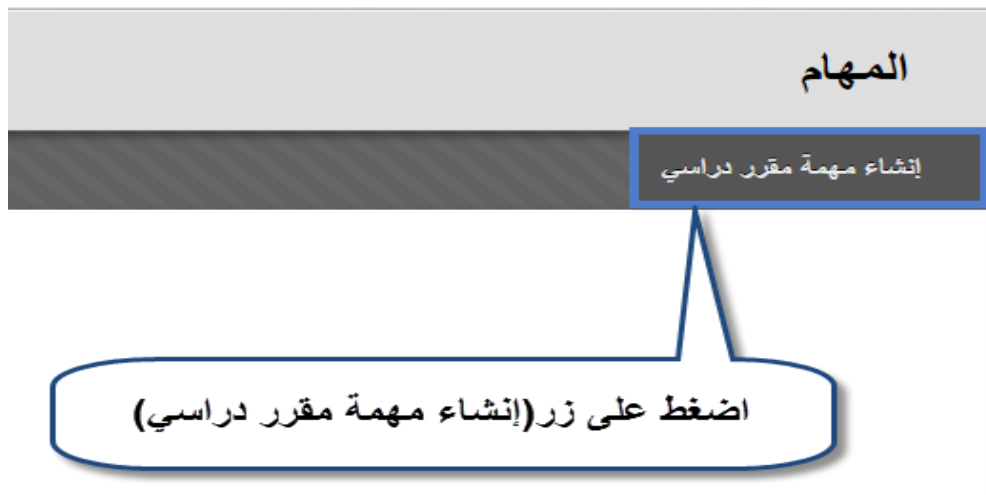 المهام
إنشاء مهمة مقرر دراسي
اضغط على زر(إنشاء مهمة مقرر دراسي)